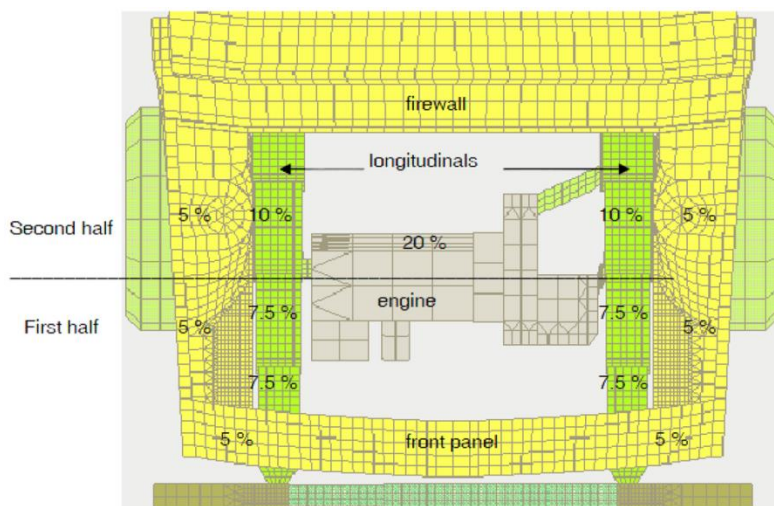 firewall
longitudinals
5 % 10 % 10 % 5 %
Second half
20 %
engine
7.5 % 7.5 %
First half
5 % 5 %
7.5 % 7.5 %
5 % front panel 5 %